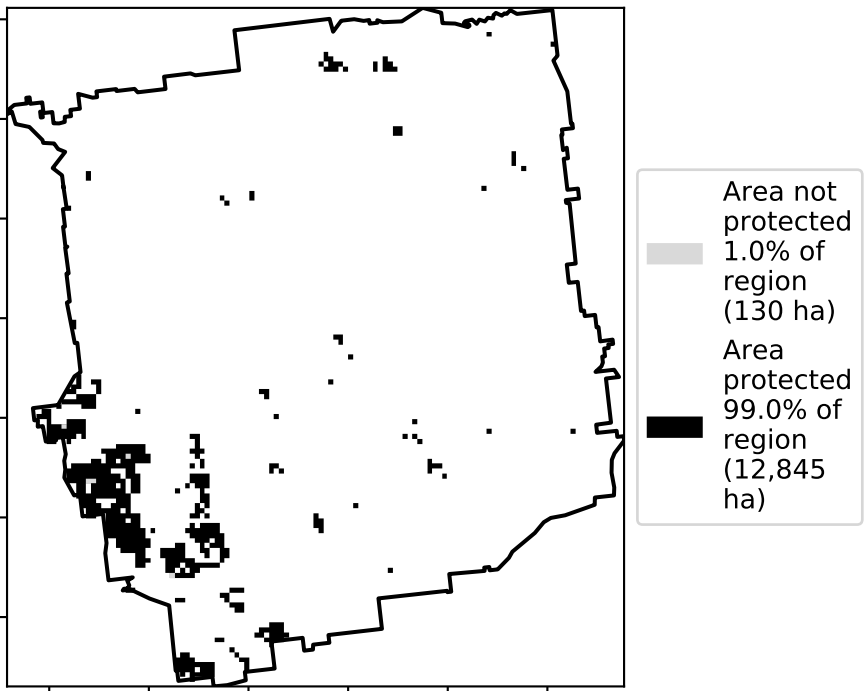 Area not
protected
1.0% of
region
(130 ha)
Area
protected
99.0% of
region
(12,845
ha)